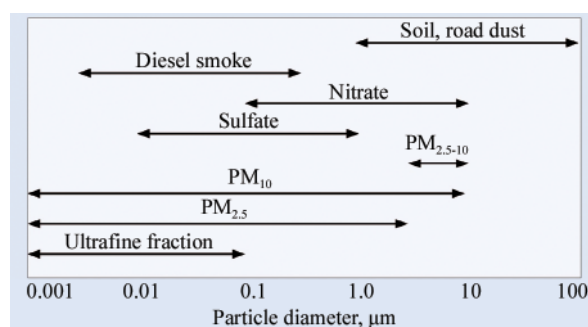 Soil, road dust
Diesel smoke
Nitrate
Sulfate
PM2.5-10
PM10
PM2.5
Ultrafine fraction
0.001 0.01 0.1 1.0 10 100
Particle diameter, μm